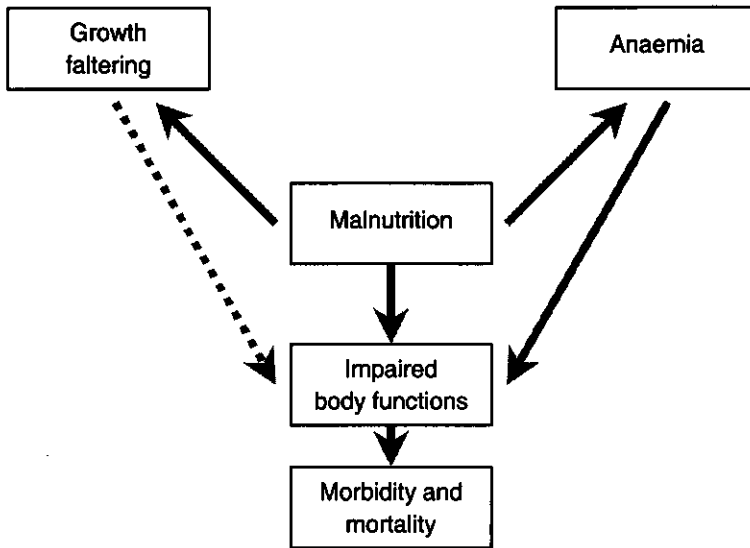 Growth
faltering
Anaemia
Malnutrition
Impaired
body functions
Morbidity and
mortality